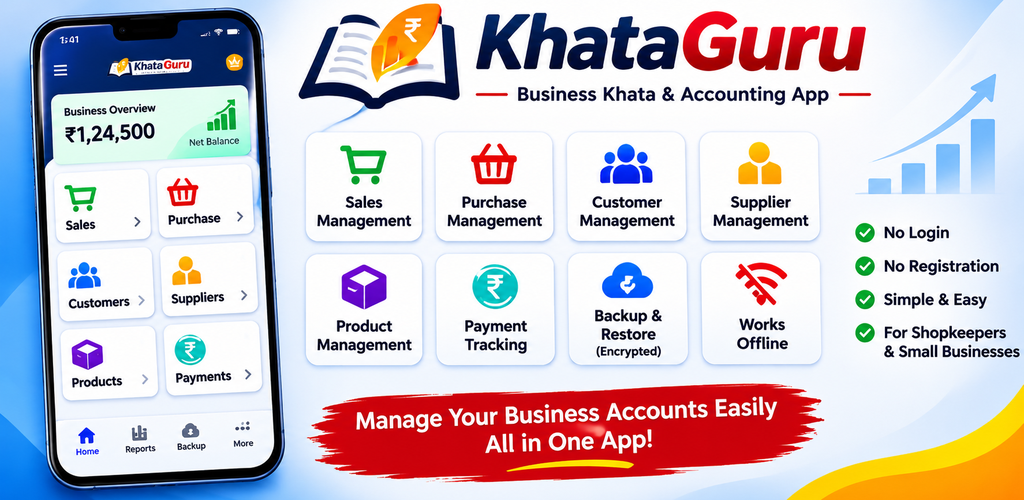 1:41
KhataGuru
Business Overview
₹1,24,500
Net Balance
Sales
Purchase
Customers
Suppliers
Products
₹
Payments
Home
Reports
Backup
More
₹
KhataGuru
Business Khata & Accounting App
Sales
Management
Purchase
Management
Customer
Management
Supplier
Management
Product
Management
₹
Payment
Tracking
Backup &
Restore
(Encrypted)
Works
Offline
No Login
No Registration
Simple & Easy
For Shopkeepers
& Small Businesses
Manage Your Business Accounts Easily
All in One App!